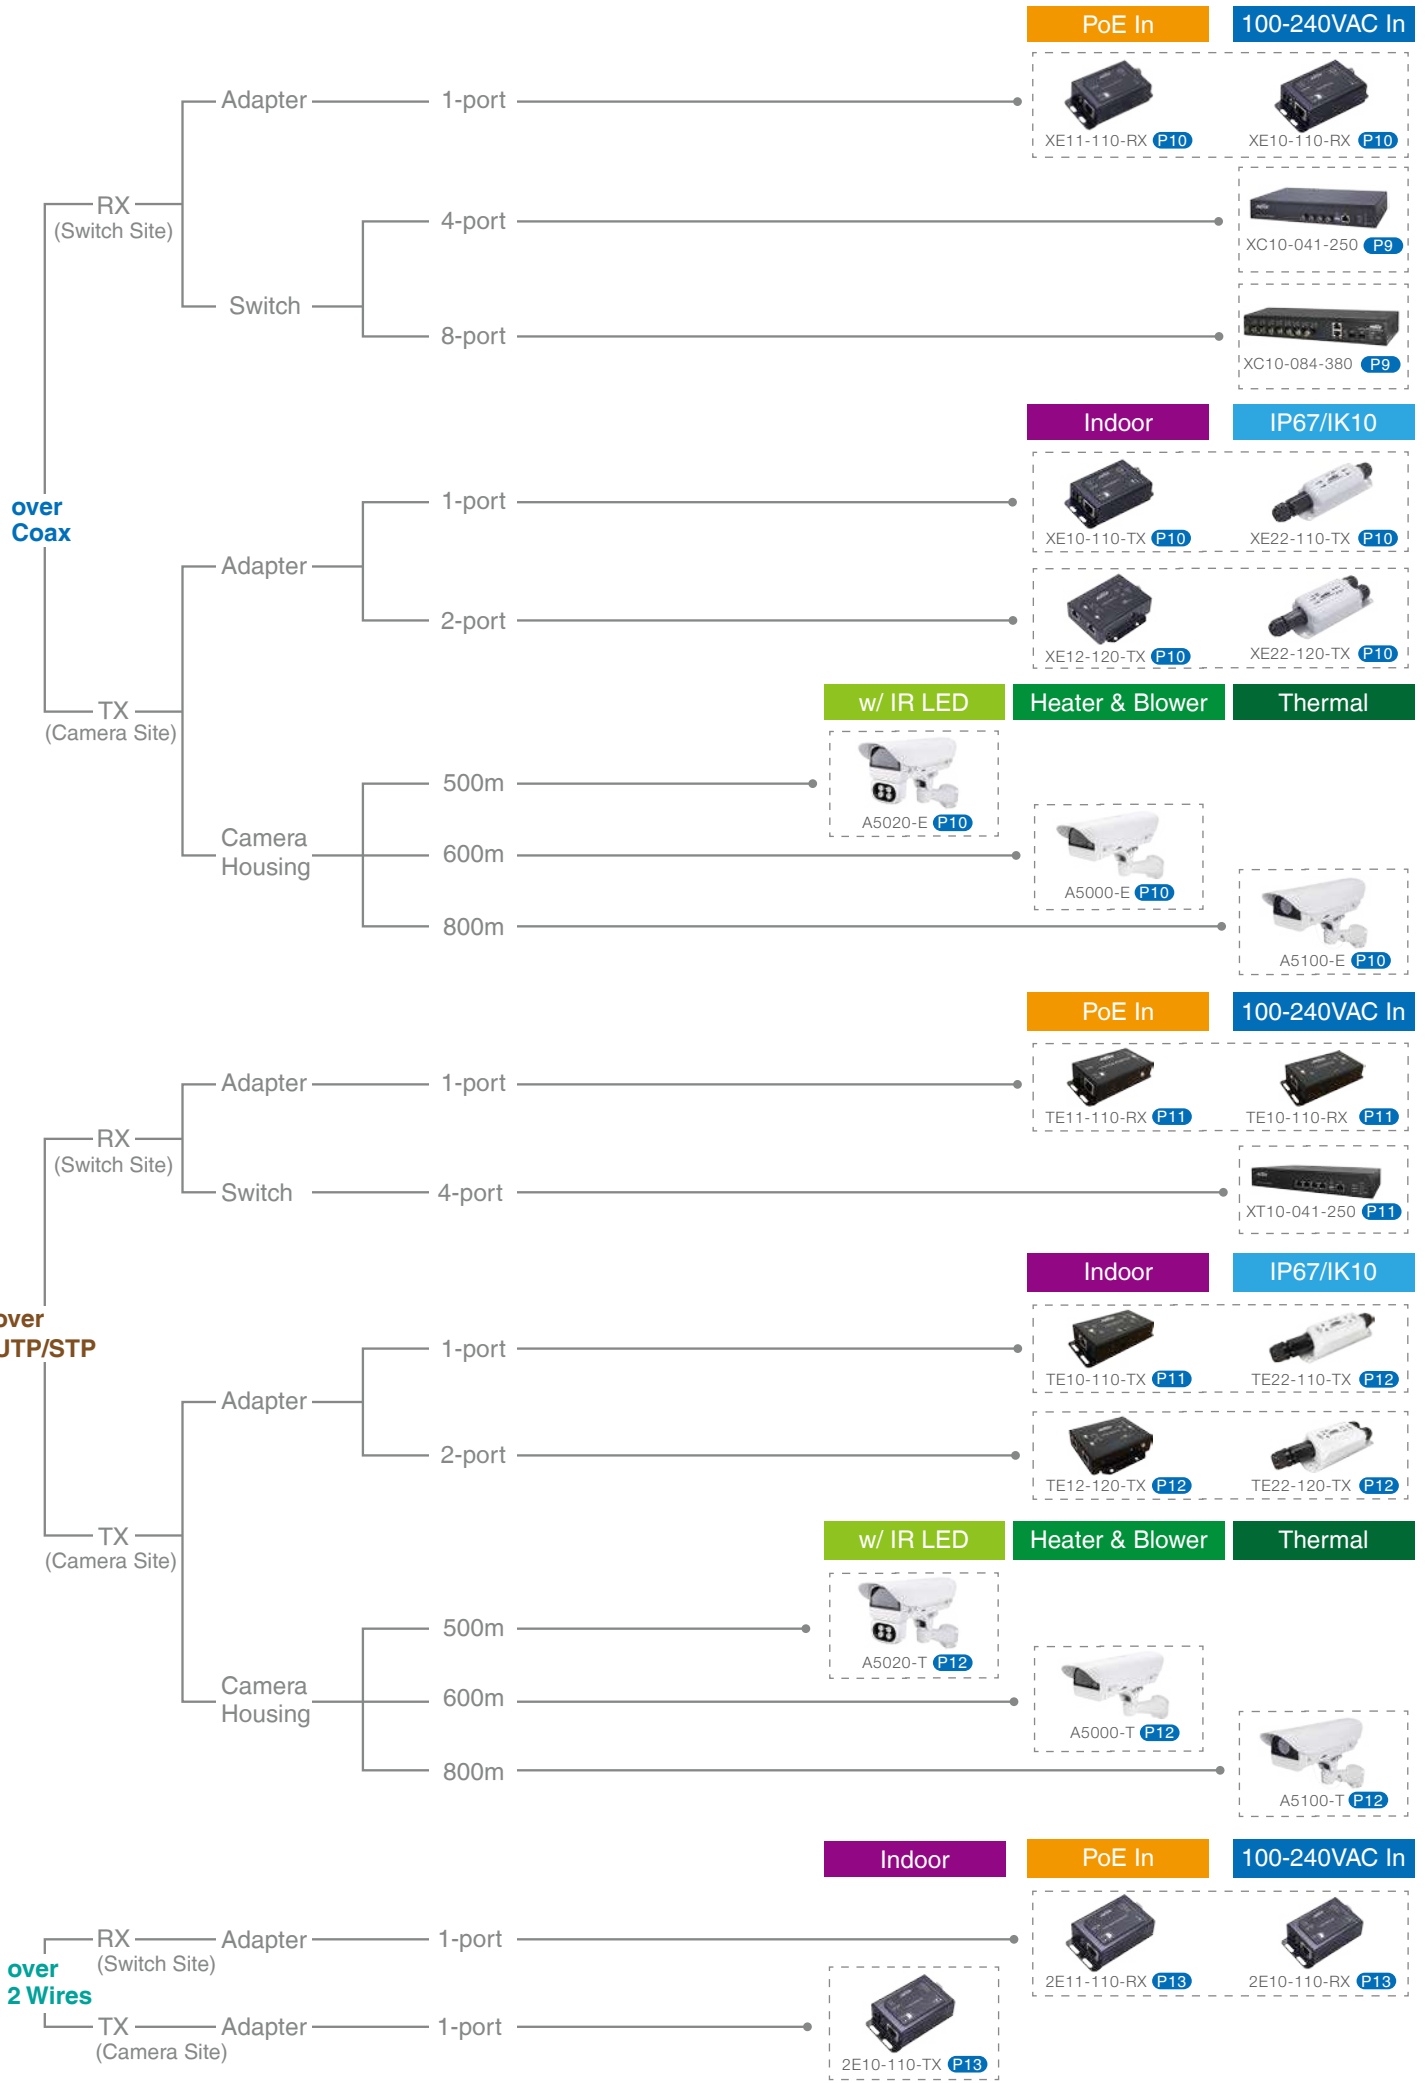 PoE In
100-240VAC In
Adapter
1-port
XE11-110-RX P10
XE10-110-RX P10
RX
(Switch Site)
4-port
XC10-041-250 P9
Switch
8-port
XC10-084-380 P9
Indoor
IP67/IK10
over
Coax
1-port
XE10-110-TX P10
XE22-110-TX P10
Adapter
2-port
XE12-120-TX P10
XE22-120-TX P10
w/ IR LED
Heater & Blower
Thermal
TX
(Camera Site)
500m
A5020-E P10
Camera
Housing
600m
A5000-E P10
800m
A5100-E P10
PoE In
100-240VAC In
Adapter
1-port
TE11-110-RX P11
TE10-110-RX P11
RX
(Switch Site)
Switch
4-port
XT10-041-250 P11
Indoor
IP67/IK10
over
UTP/STP
1-port
TE10-110-TX P11
TE22-110-TX P12
Adapter
2-port
TE12-120-TX P12
TE22-120-TX P12
w/ IR LED
Heater & Blower
Thermal
TX
(Camera Site)
500m
A5020-T P12
Camera
Housing
600m
A5000-T P12
800m
A5100-T P12
Indoor
PoE In
100-240VAC In
RX
(Switch Site)
Adapter
1-port
2E11-110-RX P13
2E10-110-RX P13
over
2 Wires
TX
(Camera Site)
Adapter
1-port
2E10-110-TX P13